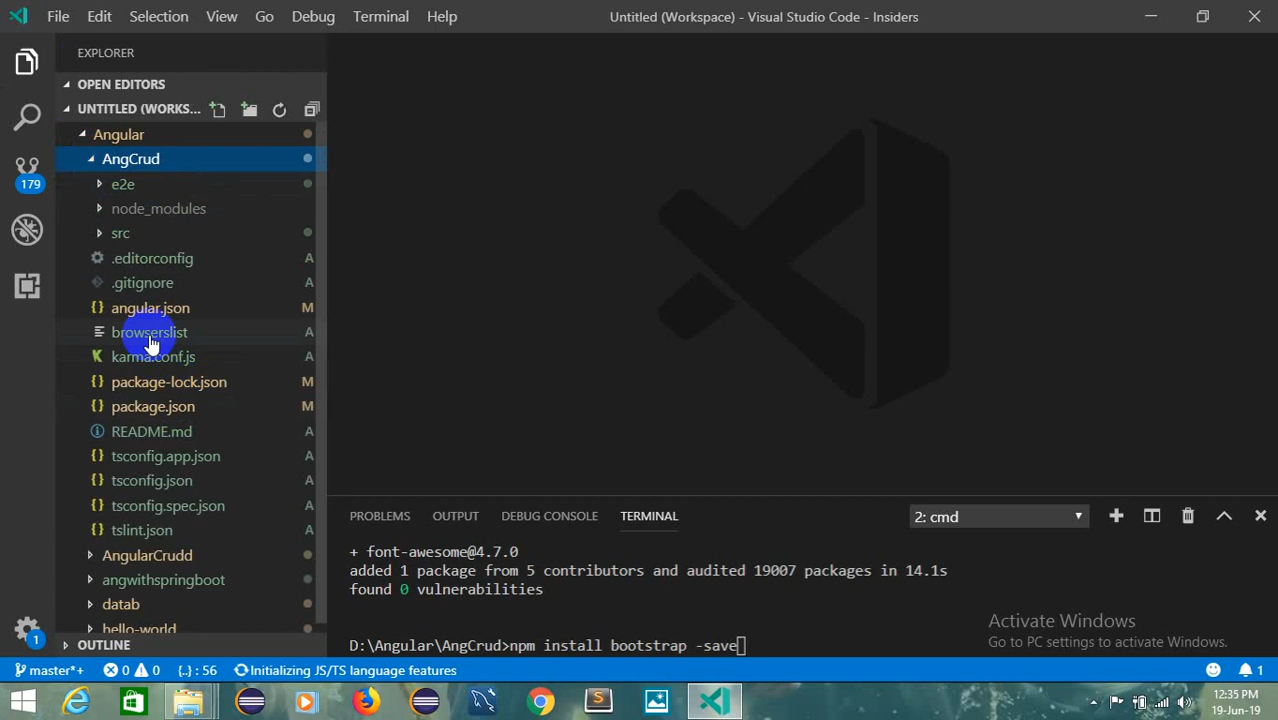 File Edit Selection View Go Debug Terminal Help
Untitled (Workspace) - Visual Studio Code - Insiders
EXPLORER
OPEN EDITORS
UNTITLED (WORKS...
Angular
AngCrud
e2e
node_modules
src
.editorconfig A
.gitignore A
angular.json M
browserslist A
karma.conf.js A
package-lock.json M
package.json M
README.md A
tsconfig.app.json A
tsconfig.json A
tsconfig.spec.json A
tslint.json A
AngularCrudd
angwithspringboot
datab
hello-world
OUTLINE
179
1
PROBLEMS OUTPUT DEBUG CONSOLE TERMINAL 2: cmd
+ font-awesome@4.7.0
added 1 package from 5 contributors and audited 19007 packages in 14.1s
found 0 vulnerabilities
D:\Angular\AngCrud>npm install bootstrap -save
Activate Windows
Go to PC settings to activate Windows.
master*+ 0 0 {..} : 56 Initializing JS/TS language features 1
12:35 PM
19-Jun-19